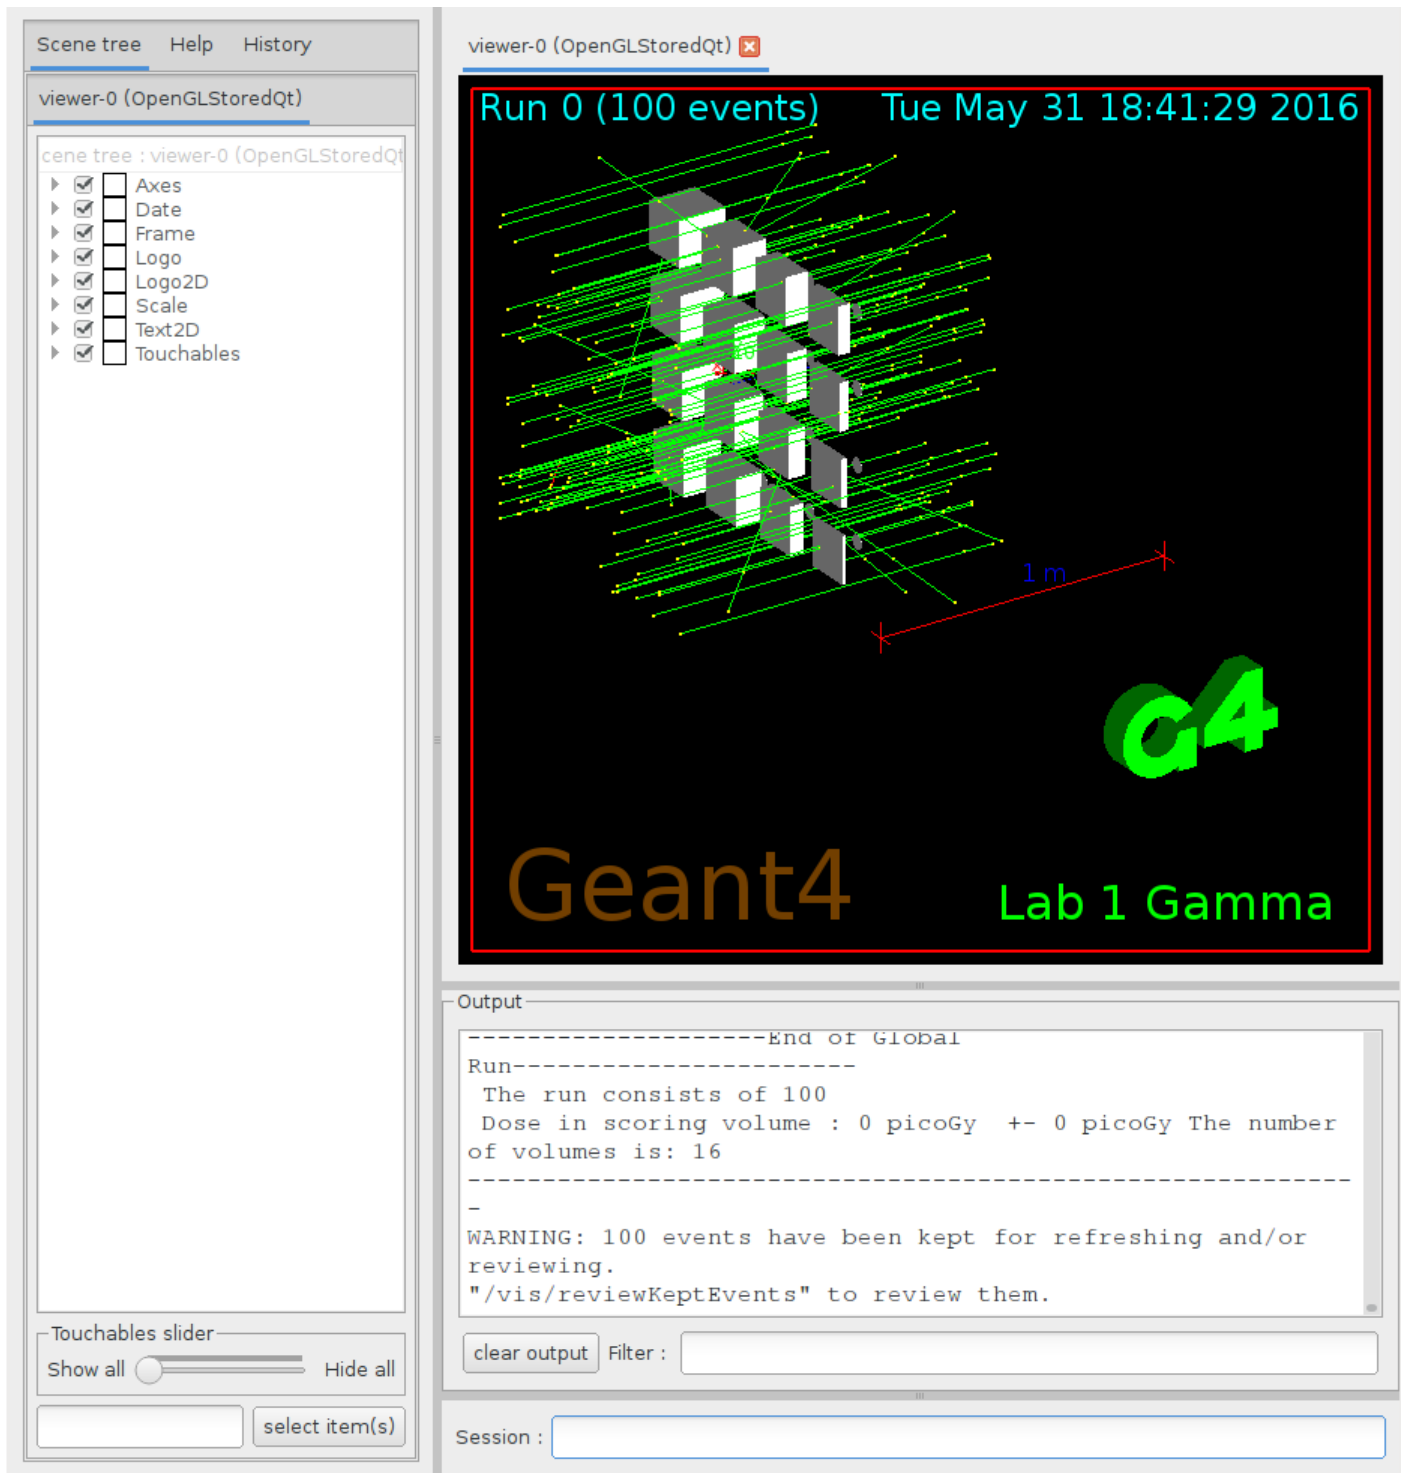 Scene tree Help History
viewer-0 (OpenGLStoredQt)
cene tree : viewer-0 (OpenGLStoredQt
Axes
Date
Frame
Logo
Logo2D
Scale
Text2D
Touchables
Touchables slider
Show all Hide all
select item(s)
viewer-0 (OpenGLStoredQt)
Run 0 (100 events) Tue May 31 18:41:29 2016
1 m
G4
Geant4
Lab 1 Gamma
Output
--------------------End of Global
Run-----------------------
The run consists of 100
Dose in scoring volume : 0 picoGy +- 0 picoGy The number
of volumes is: 16
-----------------------------------------------------------
-
WARNING: 100 events have been kept for refreshing and/or
reviewing.
"/vis/reviewKeptEvents" to review them.
clear output Filter :
Session :